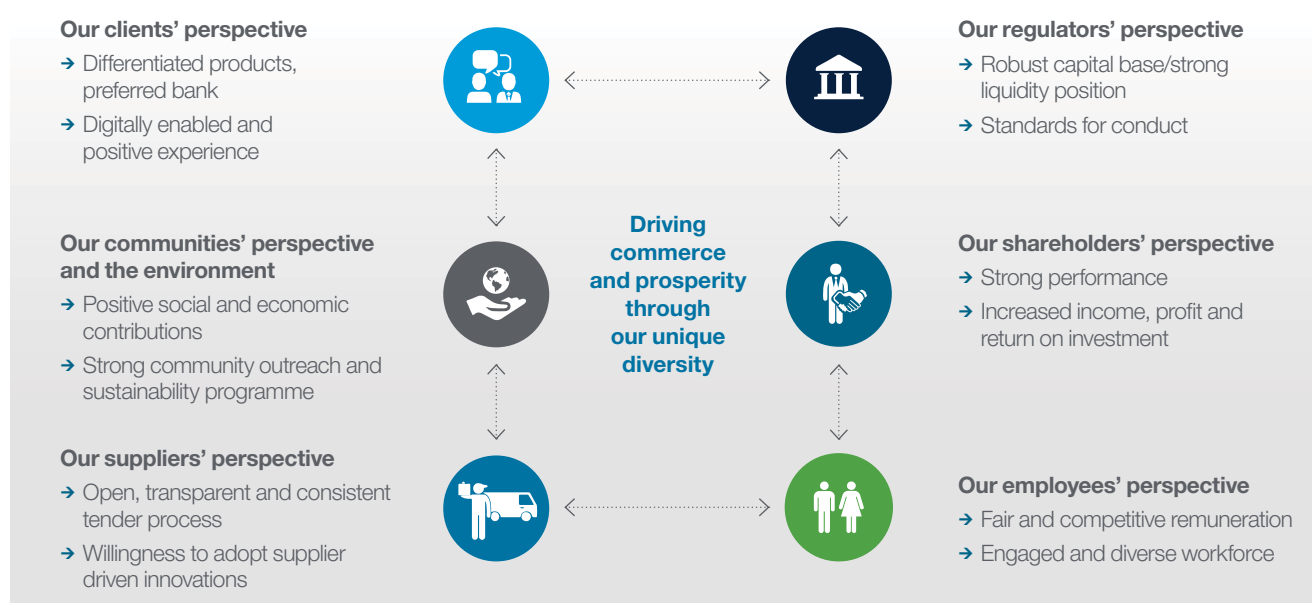 Our clients’ perspective
→ Differentiated products,
preferred bank
→ Digitally enabled and
positive experience
Our regulators’ perspective
→ Robust capital base/strong
liquidity position
→ Standards for conduct
Our communities’ perspective
and the environment
→ Positive social and economic
contributions
→ Strong community outreach and
sustainability programme
Driving
commerce
and prosperity
through
our unique
diversity
Our shareholders’ perspective
→ Strong performance
→ Increased income, profit and
return on investment
Our suppliers’ perspective
→ Open, transparent and consistent
tender process
→ Willingness to adopt supplier
driven innovations
Our employees’ perspective
→ Fair and competitive remuneration
→ Engaged and diverse workforce